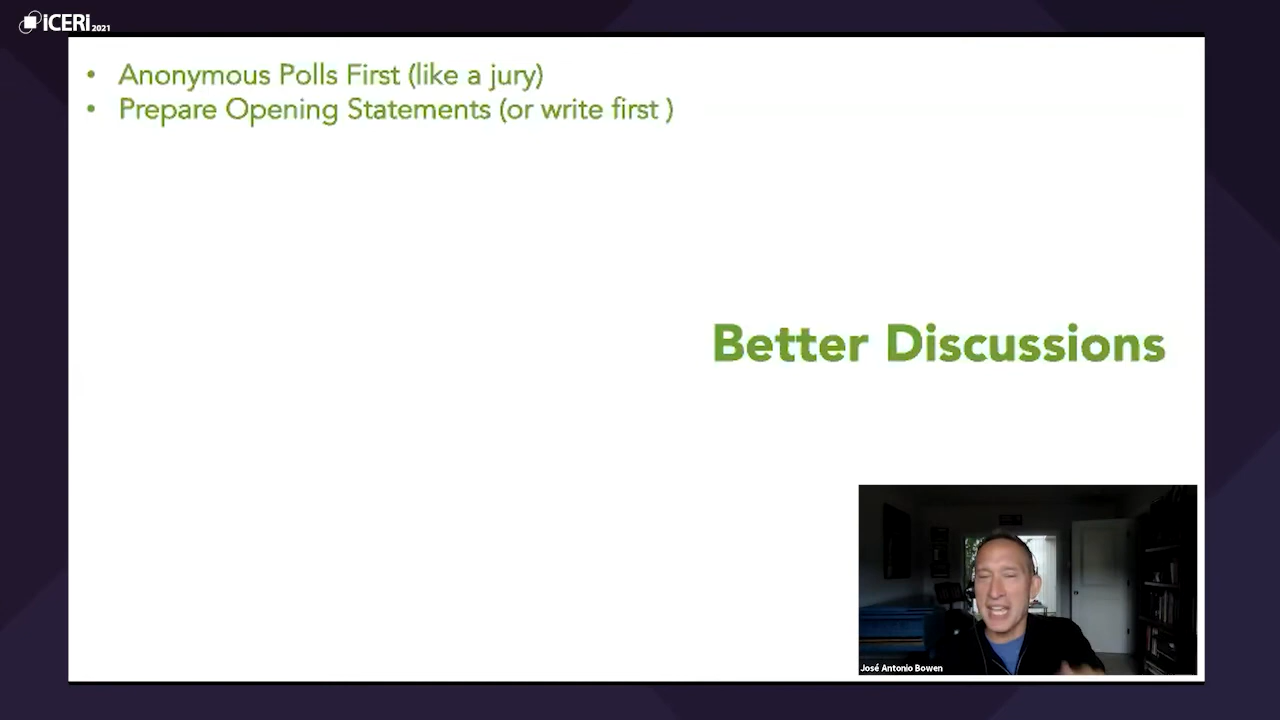 iCERi2021
• Anonymous Polls First (like a jury)
• Prepare Opening Statements (or write first )
Better Discussions
José Antonio Bowen